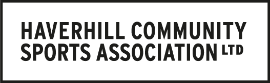 HAVERHILL COMMUNITY
SPORTS ASSOCIATION LTD